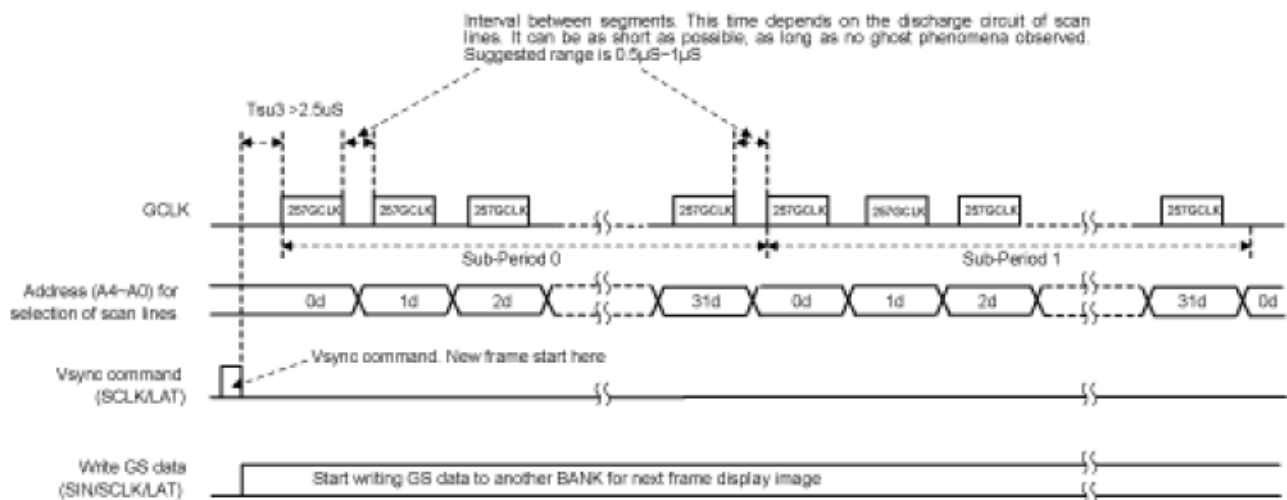 Interval between segments. This time depends on the discharge circuit of scan
lines. It can be as short as possible, as long as no ghost phenomena observed.
Suggested range is 0.5µS~1µS
Tsu3 >2.5uS
GCLK
257GCLK
257GCLK
257GCLK
257GCLK
257GCLK
257GCLK
257GCLK
257GCLK
Sub-Period 0
Sub-Period 1
Address (A4~A0) for
selection of scan lines
0d
1d
2d
31d
0d
1d
2d
31d
0d
Vsync command. New frame start here
Vsync command
(SCLK/LAT)
Write GS data
(SIN/SCLK/LAT)
Start writing GS data to another BANK for next frame display image